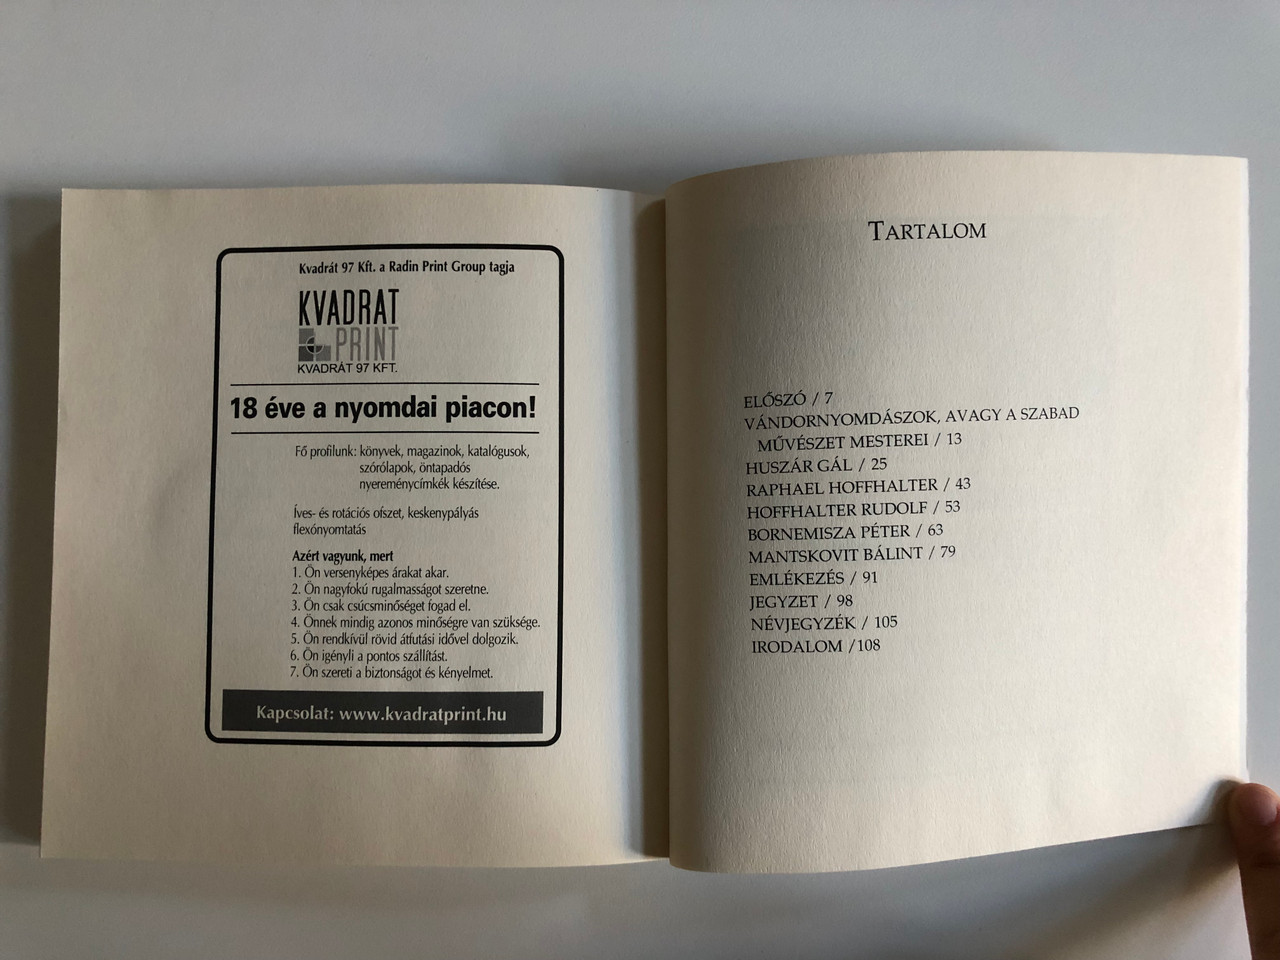 Kvadrát 97 Kft. a Radin Print Group tagja
KVADRAT
PRINT
KVADRÁT 97 KFT.
18 éve a nyomdai piacon!
Fő profilunk: könyvek, magazinok, katalógusok,
szórólapok, öntapadós
nyereménycímkék készítése.
Íves- és rotációs ofszet, keskenypályás
flexónyomtatás
Azért vagyunk, mert
1. Ön versenyképes árakat akar.
2. Ön nagyfokú rugalmasságot szeretne.
3. Ön csak csúcsminőséget fogad el.
4. Önnek mindig azonos minőségre van szüksége.
5. Ön rendkívül rövid átfutási idővel dolgozik.
6. Ön igényli a pontos szállítást.
7. Ön szereti a biztonságot és kényelmet.
Kapcsolat: www.kvadratprint.hu
TARTALOM
ELŐSZÓ / 7
VÁNDORNYOMDÁSZOK, AVAGY A SZABAD
MŰVÉSZET MESTEREI / 13
HUSZÁR GÁL / 25
RAPHAEL HOFFHALTER / 43
HOFFHALTER RUDOLF / 53
BORNEMISZA PÉTER / 63
MANTSKOVIT BÁLINT / 79
EMLÉKEZÉS / 91
JEGYZET / 98
NÉVJEGYZÉK / 105
IRODALOM /108